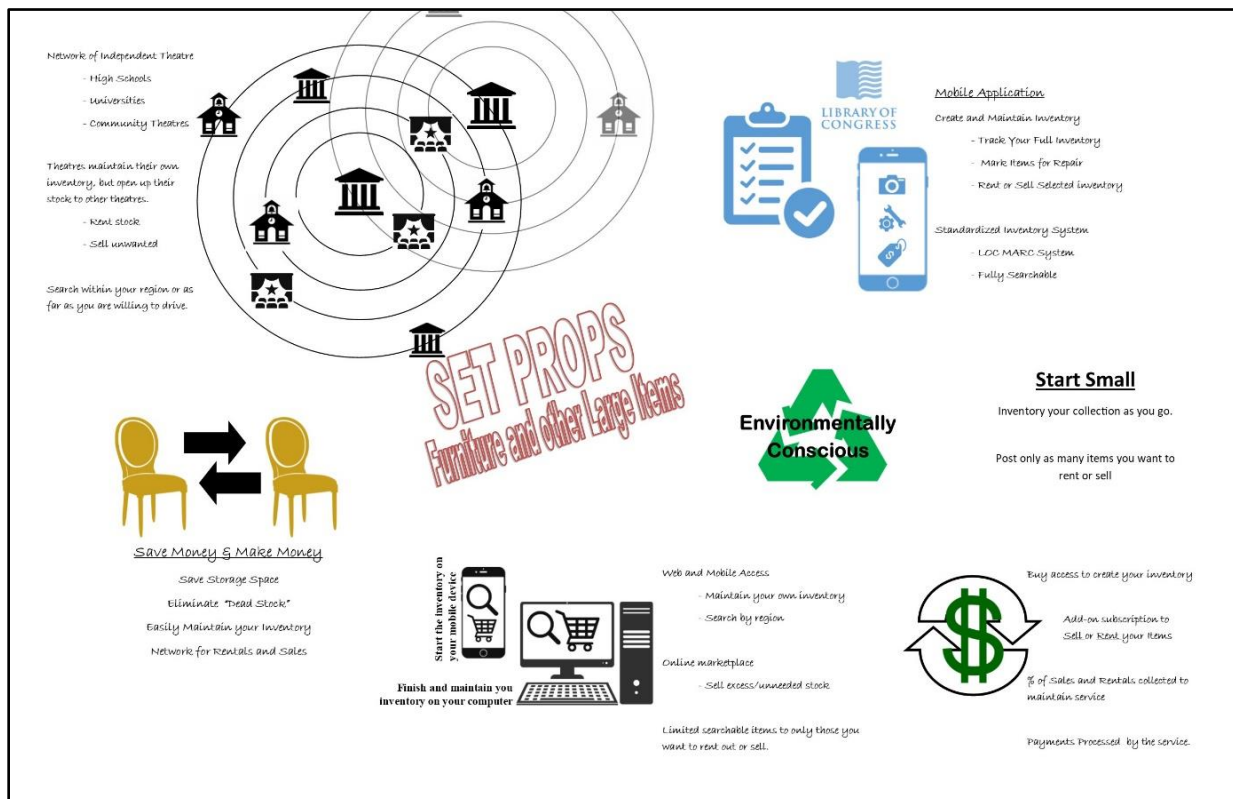 Network of Independent Theatre
- High Schools
- Universities
- Community Theatres
Theatres maintain their own
inventory, but open up their
stock to other theatres.
- Rent stock
- Sell unwanted
Search within your region or as
far as you are willing to drive.
LIBRARY OF
CONGRESS
Mobile Application
Create and Maintain Inventory
- Track Your Full Inventory
- Mark Items for Repair
- Rent or Sell Selected inventory
Standardized Inventory System
- LOC MARC System
- Fully Searchable
SET PROPS
Furniture and other Large Items
Environmentally
Conscious
Start Small
Inventory your collection as you go.
Post only as many items you want to
rent or sell
Save Money & Make Money
Save Storage Space
Eliminate "Dead Stock"
Easily Maintain your Inventory
Network for Rentals and Sales
Start the inventory on
your mobile device
Finish and maintain you
inventory on your computer
Web and Mobile Access
- Maintain your own inventory
- Search by region
Online marketplace
- Sell excess/unneeded stock
Limited searchable items to only those you
want to rent out or sell.
$
Buy access to create your inventory
Add-on subscription to
Sell or Rent your Items
% of Sales and Rentals collected to
maintain service
Payments Processed by the service.